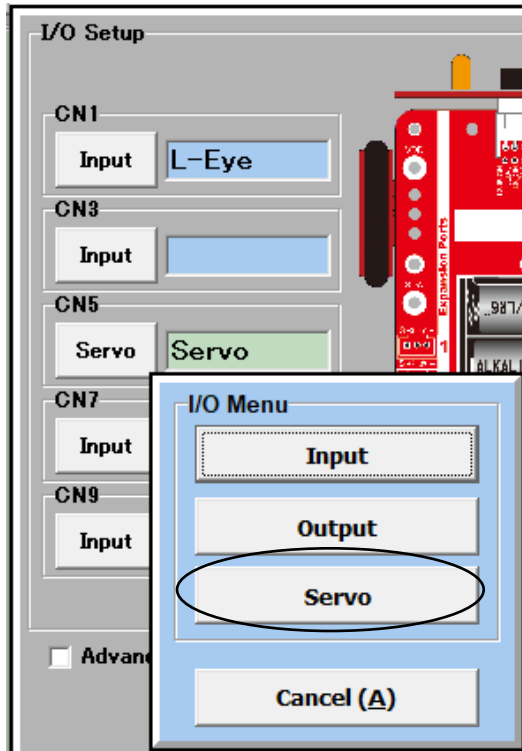 I/O Setup
CN1
Input L-Eye
CN3
Input
CN5
Servo Servo
CN7
Input
CN9
Input
Expansion Ports
1
I/O Menu
Input
Output
Servo
Cancel (A)